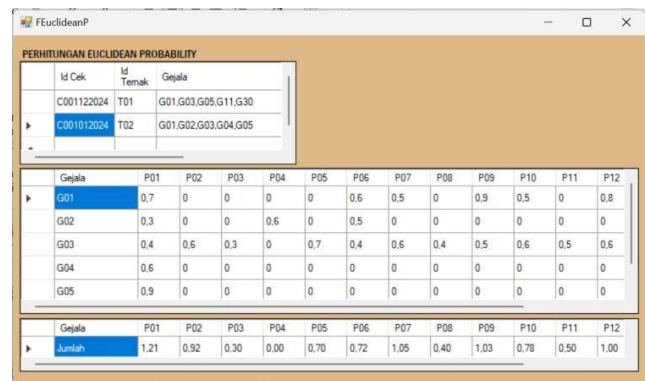 FEuclideanP
PERHITUNGAN EUCLIDEAN PROBABILITY
Id Cek Id Ternak Gejala
C001122024 T01 G01,G03,G05,G11,G30
C001012024 T02 G01,G02,G03,G04,G05
Gejala P01 P02 P03 P04 P05 P06 P07 P08 P09 P10 P11 P12
G01 0,7 0 0 0 0 0,6 0,5 0 0,9 0,5 0 0,8
G02 0,3 0 0 0,6 0 0,5 0 0 0 0 0 0
G03 0,4 0,6 0,3 0 0,7 0,4 0,6 0,4 0,5 0,6 0,5 0,6
G04 0,6 0 0 0 0 0 0 0 0 0 0 0
G05 0,9 0 0 0 0 0 0 0 0 0 0 0
Gejala P01 P02 P03 P04 P05 P06 P07 P08 P09 P10 P11 P12
Jumlah 1,21 0,92 0,30 0,00 0,70 0,72 1,05 0,40 1,03 0,78 0,50 1,00